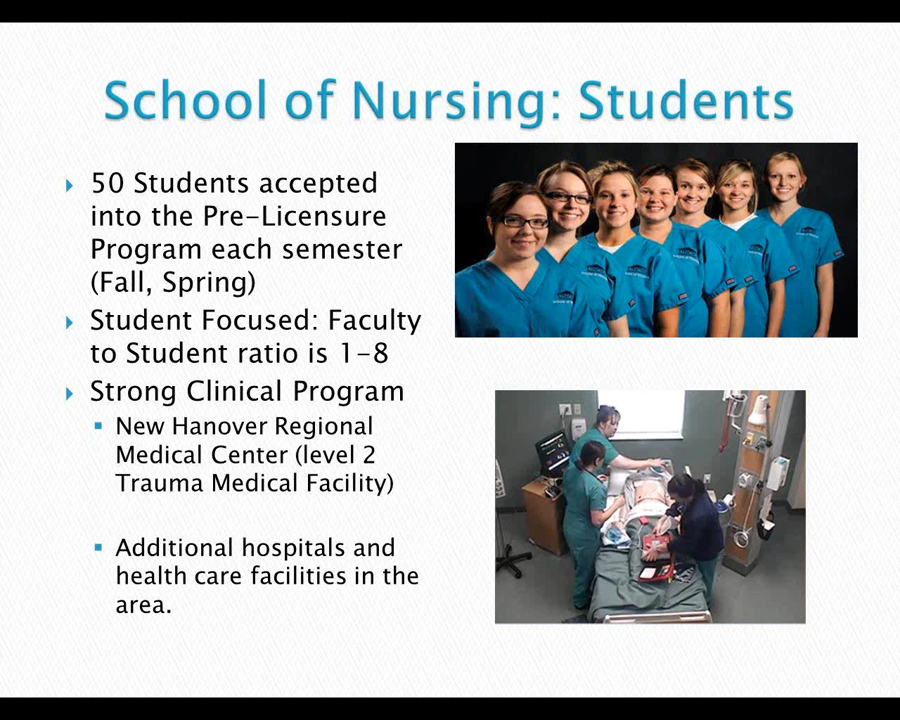 School of Nursing: Students
50 Students accepted
into the Pre-Licensure
Program each semester
(Fall, Spring)
Student Focused: Faculty
to Student ratio is 1-8
Strong Clinical Program
New Hanover Regional
Medical Center (level 2
Trauma Medical Facility)
Additional hospitals and
health care facilities in the
area.